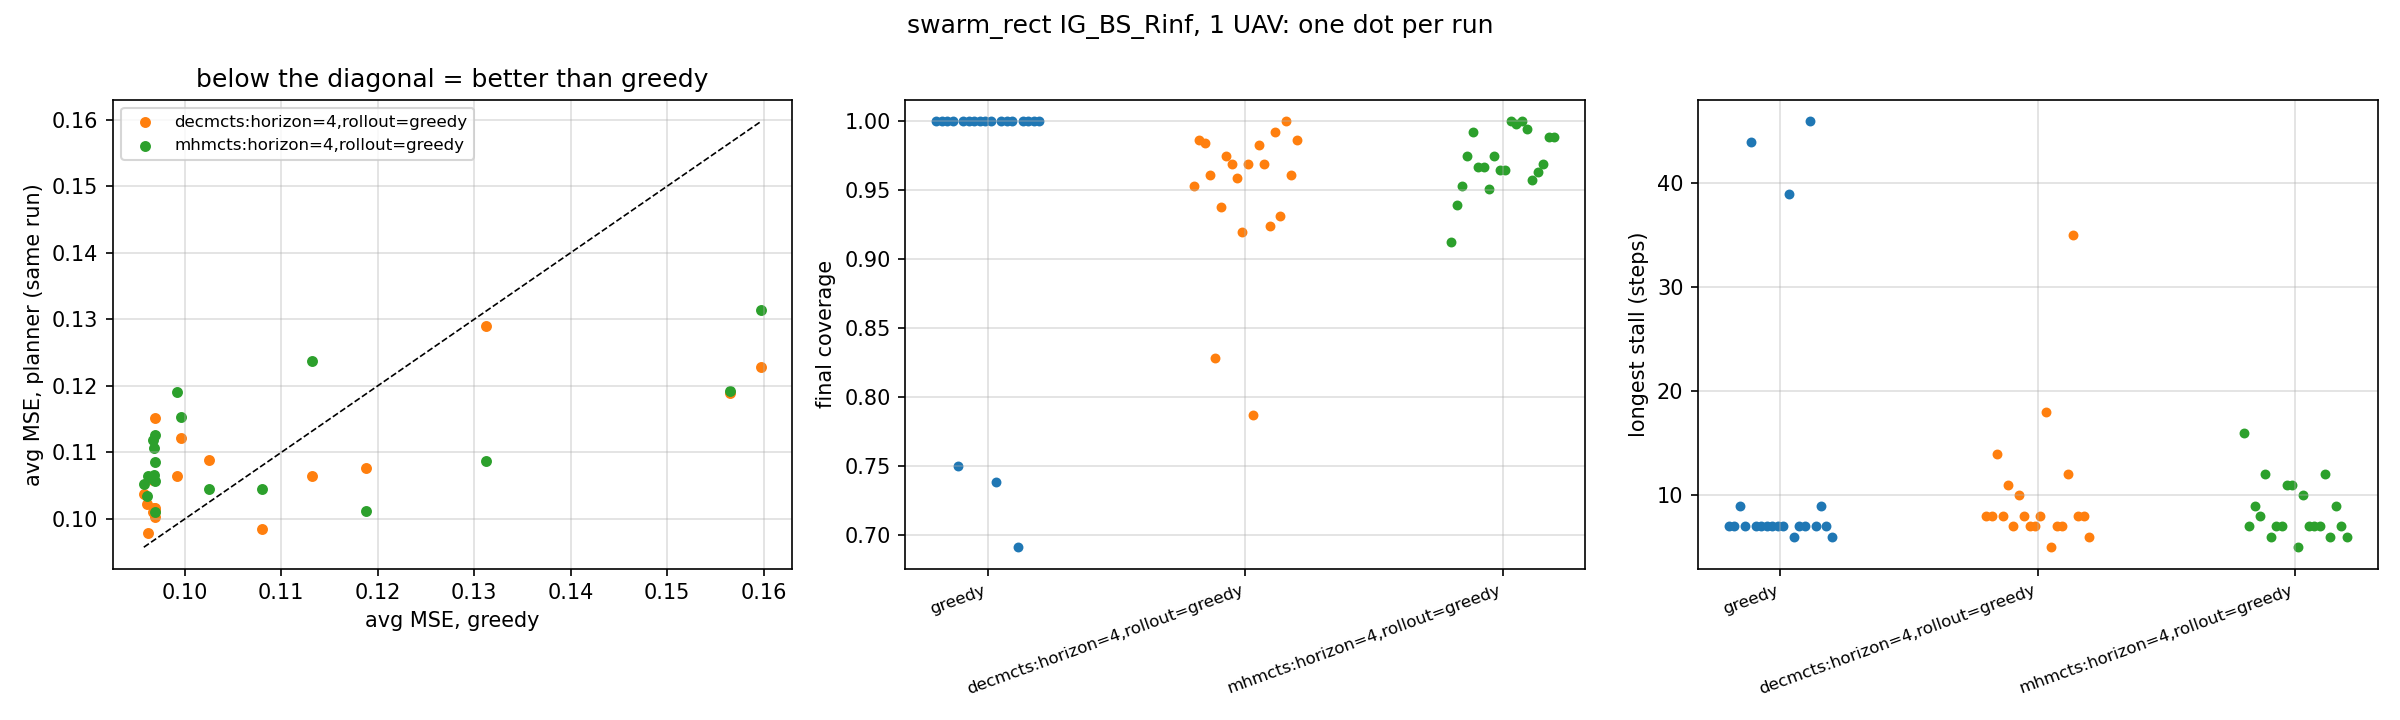 swarm_rect IG_BS_Rinf, 1 UAV: one dot per run
below the diagonal = better than greedy
decmcts:horizon=4,rollout=greedy
mhmcts:horizon=4,rollout=greedy
avg MSE, planner (same run)
0.16
0.15
0.14
0.13
0.12
0.11
0.10
0.10
0.11
0.12
0.13
0.14
0.15
0.16
avg MSE, greedy
final coverage
1.00
0.95
0.90
0.85
0.80
0.75
0.70
greedy
decmcts:horizon=4,rollout=greedy
mhmcts:horizon=4,rollout=greedy
longest stall (steps)
40
30
20
10
greedy
decmcts:horizon=4,rollout=greedy
mhmcts:horizon=4,rollout=greedy